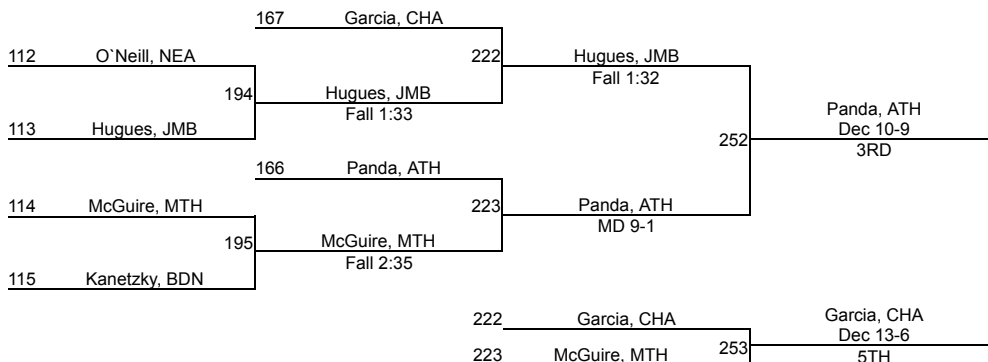 167 Garcia, CHA
112 O`Neill, NEA
222 Hugues, JMB
Fall 1:32
194 Hugues, JMB
Fall 1:33
113 Hugues, JMB
252 Panda, ATH
Dec 10-9
3RD
166 Panda, ATH
114 McGuire, MTH
223 Panda, ATH
MD 9-1
195 McGuire, MTH
Fall 2:35
115 Kanetzky, BDN
222 Garcia, CHA
253 Garcia, CHA
Dec 13-6
5TH
223 McGuire, MTH